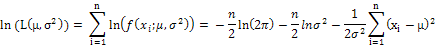 ln (L(μ,σ²)) = ∑ᵢ₌₁ⁿ ln(f(xᵢ;μ,σ²)) = − n/2 ln(2π) − n/2 lnσ² − 1/2σ² ∑ᵢ₌₁ⁿ (xᵢ − μ)²